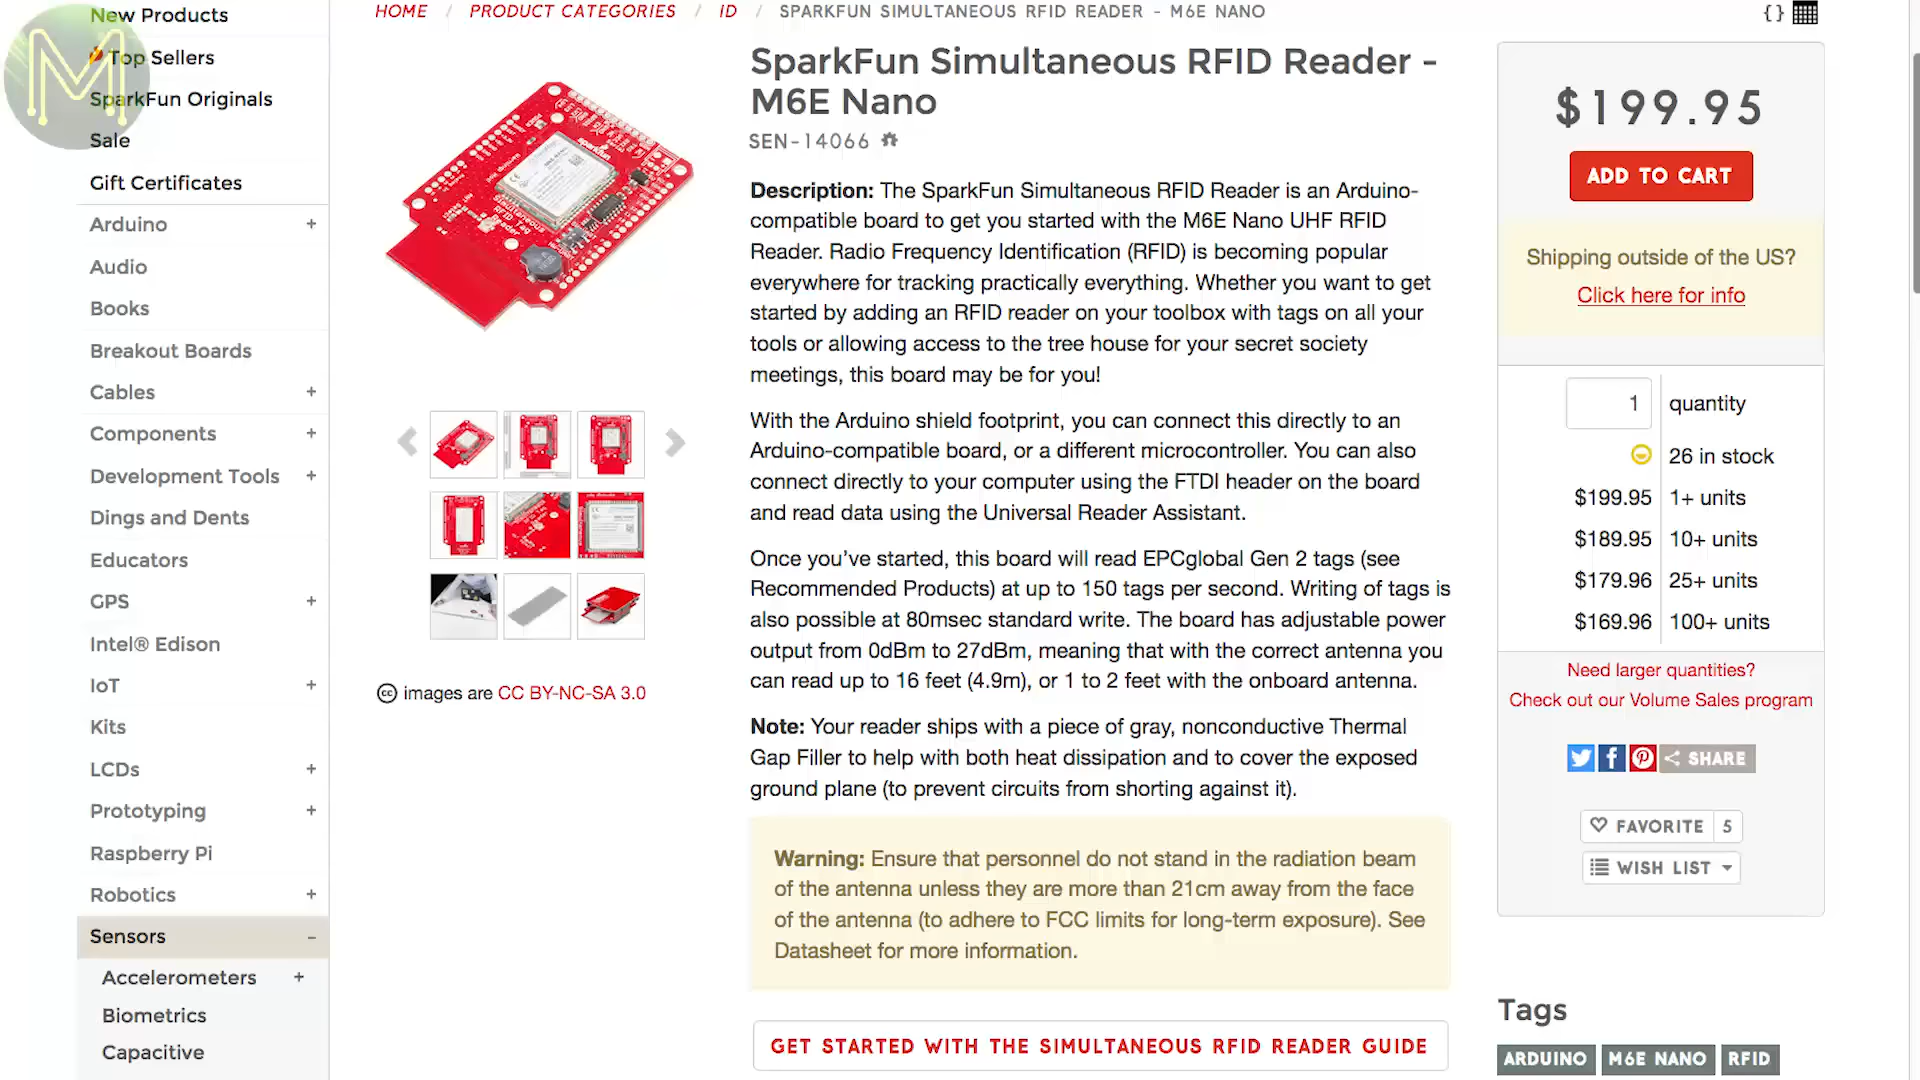 New Products
Top Sellers
SparkFun Originals
Sale
Gift Certificates
Arduino +
Audio
Books
Breakout Boards
Cables +
Components +
Development Tools +
Dings and Dents
Educators
GPS +
Intel® Edison
IoT +
Kits
LCDs +
Prototyping +
Raspberry Pi
Robotics +
Sensors –
Accelerometers +
Biometrics
Capacitive
M
HOME / PRODUCT CATEGORIES / ID / SPARKFUN SIMULTANEOUS RFID READER - M6E NANO
{}
images are CC BY-NC-SA 3.0
SparkFun Simultaneous RFID Reader -
M6E Nano
SEN-14066
Description: The SparkFun Simultaneous RFID Reader is an Arduino-
compatible board to get you started with the M6E Nano UHF RFID
Reader. Radio Frequency Identification (RFID) is becoming popular
everywhere for tracking practically everything. Whether you want to get
started by adding an RFID reader on your toolbox with tags on all your
tools or allowing access to the tree house for your secret society
meetings, this board may be for you!
With the Arduino shield footprint, you can connect this directly to an
Arduino-compatible board, or a different microcontroller. You can also
connect directly to your computer using the FTDI header on the board
and read data using the Universal Reader Assistant.
Once you’ve started, this board will read EPCglobal Gen 2 tags (see
Recommended Products) at up to 150 tags per second. Writing of tags is
also possible at 80msec standard write. The board has adjustable power
output from 0dBm to 27dBm, meaning that with the correct antenna you
can read up to 16 feet (4.9m), or 1 to 2 feet with the onboard antenna.
Note: Your reader ships with a piece of gray, nonconductive Thermal
Gap Filler to help with both heat dissipation and to cover the exposed
ground plane (to prevent circuits from shorting against it).
Warning: Ensure that personnel do not stand in the radiation beam
of the antenna unless they are more than 21cm away from the face
of the antenna (to adhere to FCC limits for long-term exposure). See
Datasheet for more information.
GET STARTED WITH THE SIMULTANEOUS RFID READER GUIDE
$199.95
ADD TO CART
Shipping outside of the US?
Click here for info
1 quantity
26 in stock
$199.95 1+ units
$189.95 10+ units
$179.96 25+ units
$169.96 100+ units
Need larger quantities?
Check out our Volume Sales program
SHARE
FAVORITE 5
WISH LIST
Tags
ARDUINO M6E NANO RFID